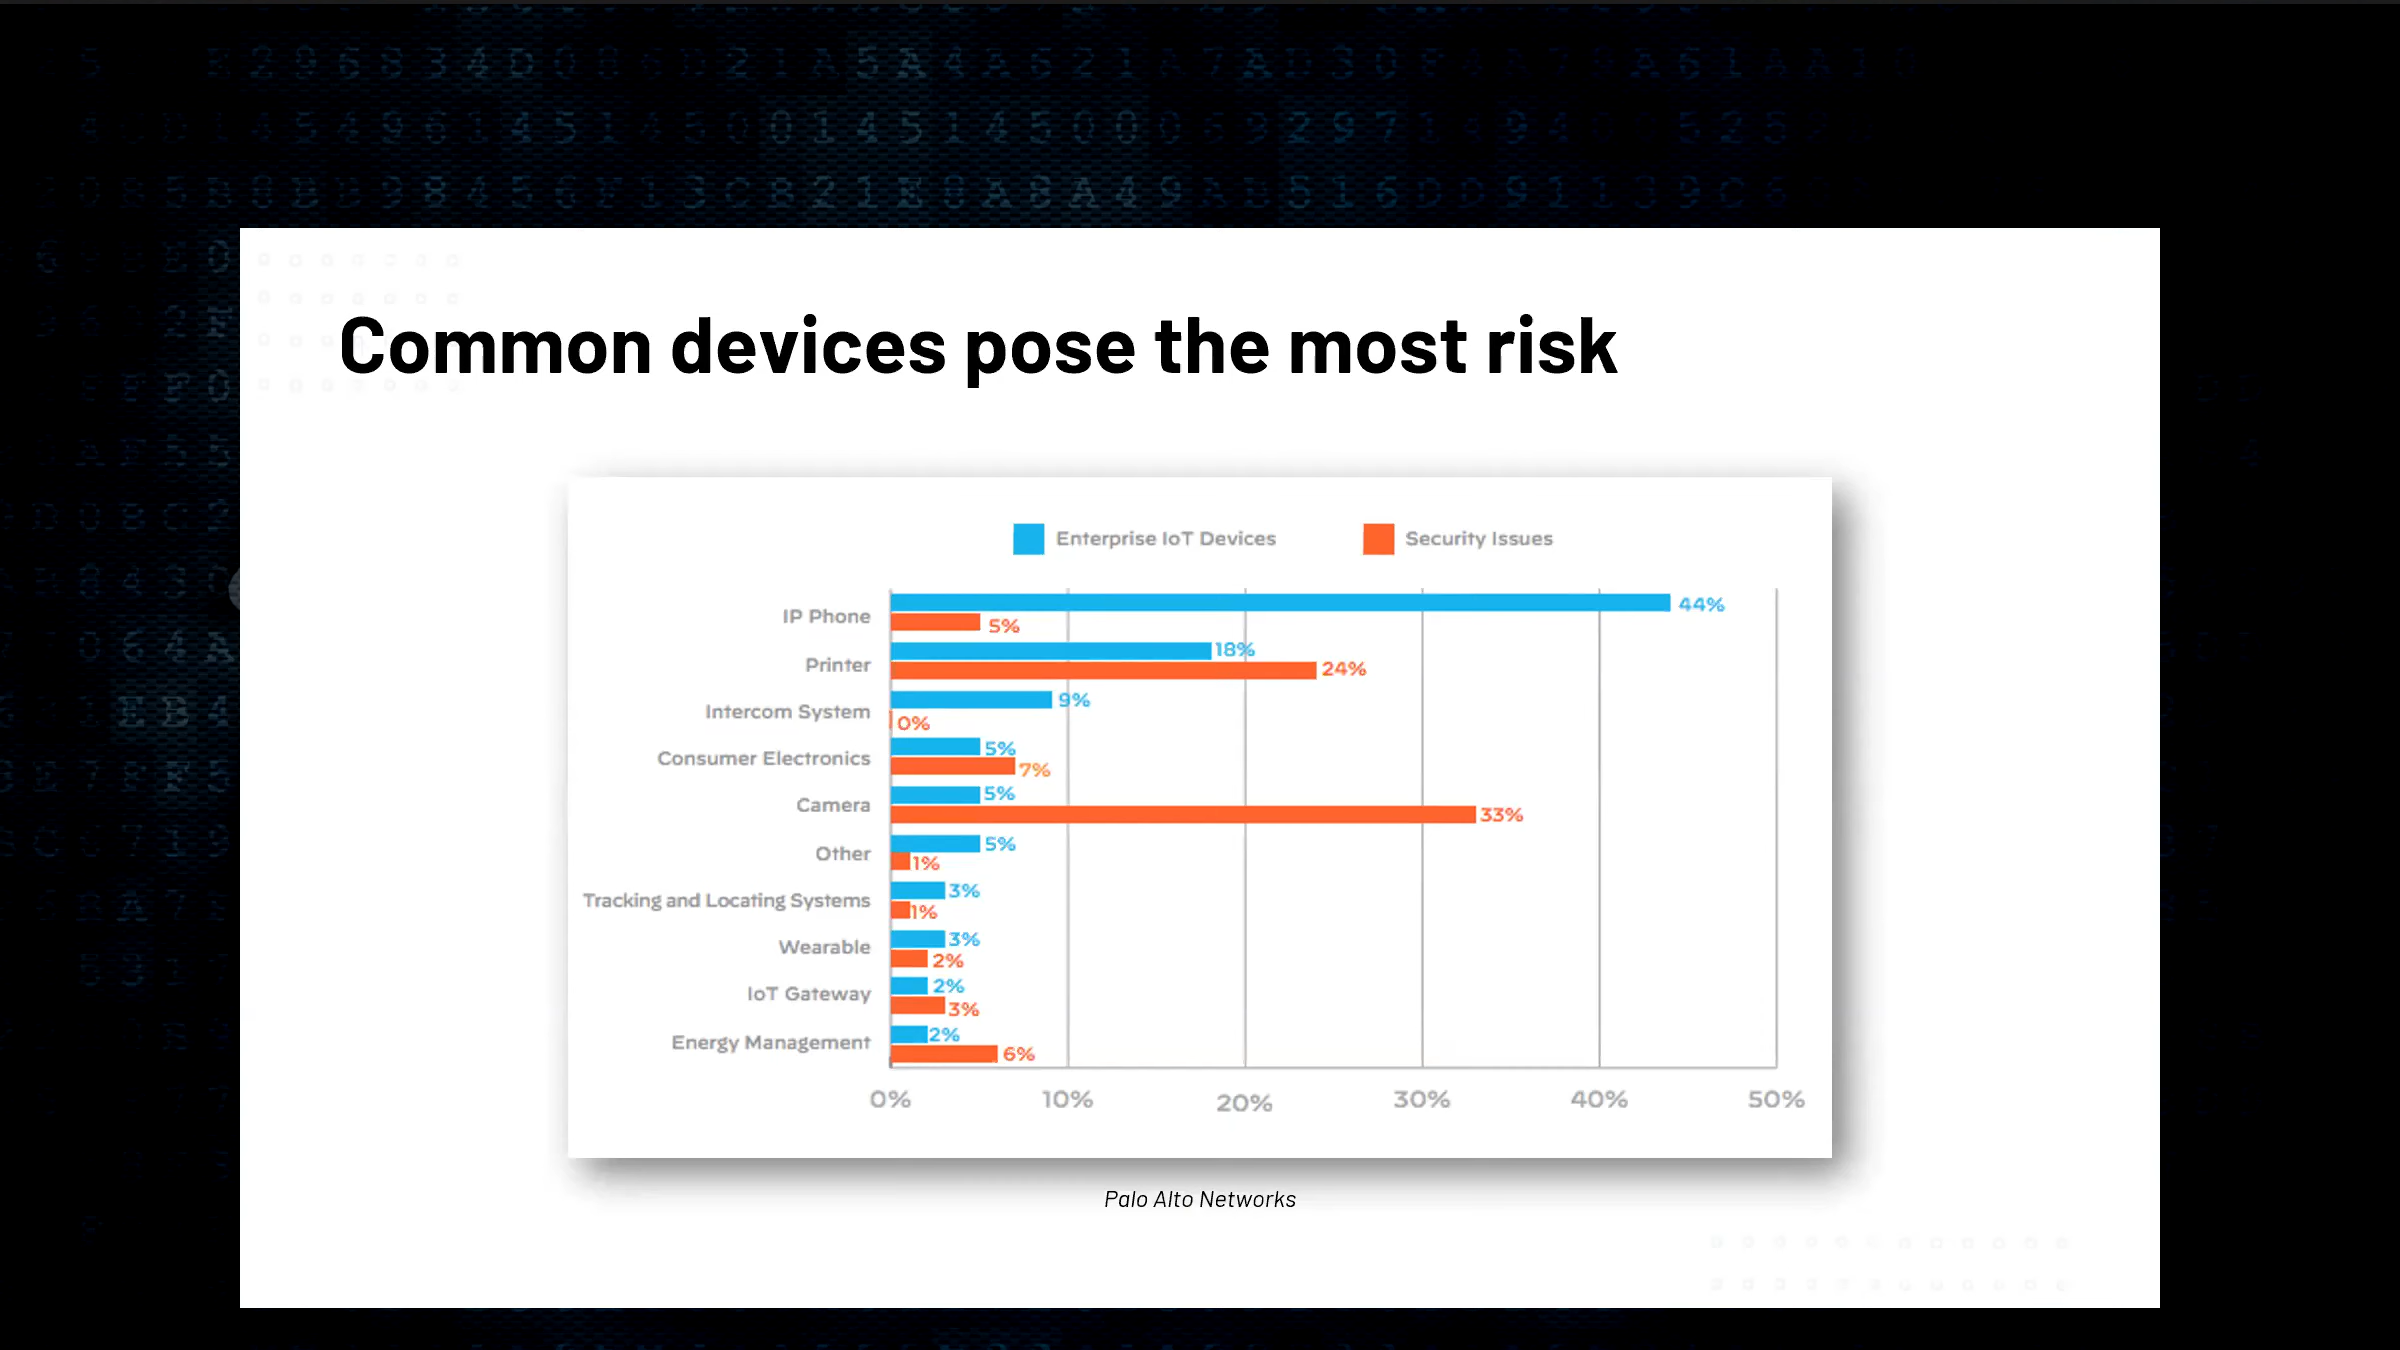 Common devices pose the most risk
Enterprise IoT Devices
Security Issues
IP Phone
44%
5%
Printer
18%
24%
Intercom System
9%
0%
Consumer Electronics
5%
7%
Camera
5%
33%
Other
5%
1%
Tracking and Locating Systems
3%
1%
Wearable
3%
2%
IoT Gateway
2%
3%
Energy Management
2%
6%
0% 10% 20% 30% 40% 50%
Palo Alto Networks